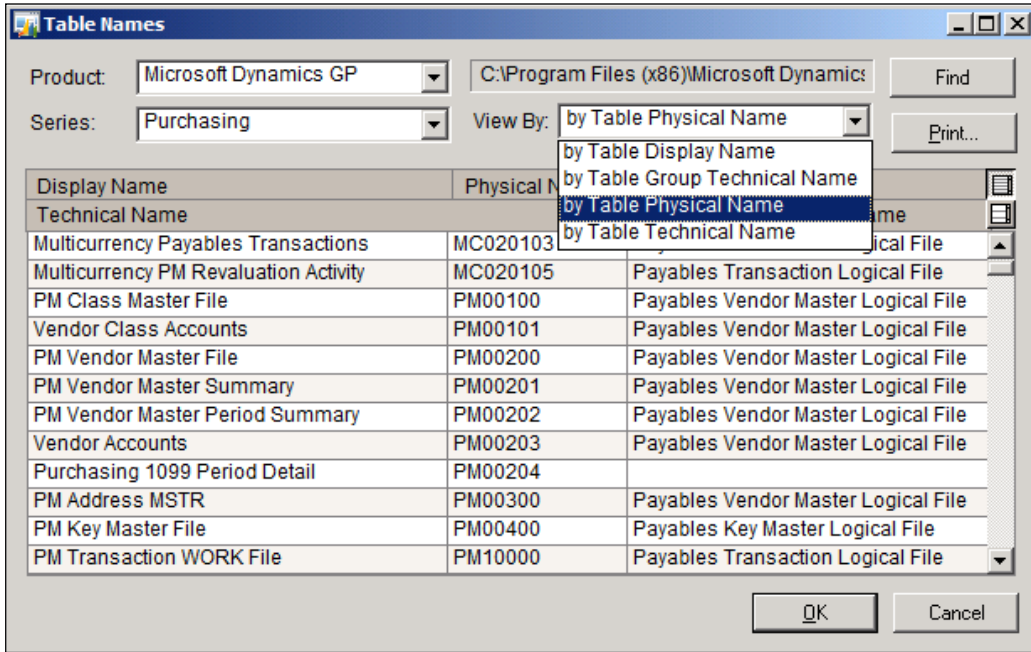 Table Names
Product: Microsoft Dynamics GP C:\Program Files (x86)\Microsoft Dynamics Find
Series: Purchasing View By: by Table Physical Name Print...
by Table Display Name
by Table Group Technical Name
by Table Physical Name
by Table Technical Name
Display Name Physical N
Technical Name me
Multicurrency Payables Transactions MC020103 ical File
Multicurrency PM Revaluation Activity MC020105 Payables Transaction Logical File
PM Class Master File PM00100 Payables Vendor Master Logical File
Vendor Class Accounts PM00101 Payables Vendor Master Logical File
PM Vendor Master File PM00200 Payables Vendor Master Logical File
PM Vendor Master Summary PM00201 Payables Vendor Master Logical File
PM Vendor Master Period Summary PM00202 Payables Vendor Master Logical File
Vendor Accounts PM00203 Payables Vendor Master Logical File
Purchasing 1099 Period Detail PM00204
PM Address MSTR PM00300 Payables Vendor Master Logical File
PM Key Master File PM00400 Payables Key Master Logical File
PM Transaction WORK File PM10000 Payables Transaction Logical File
OK Cancel